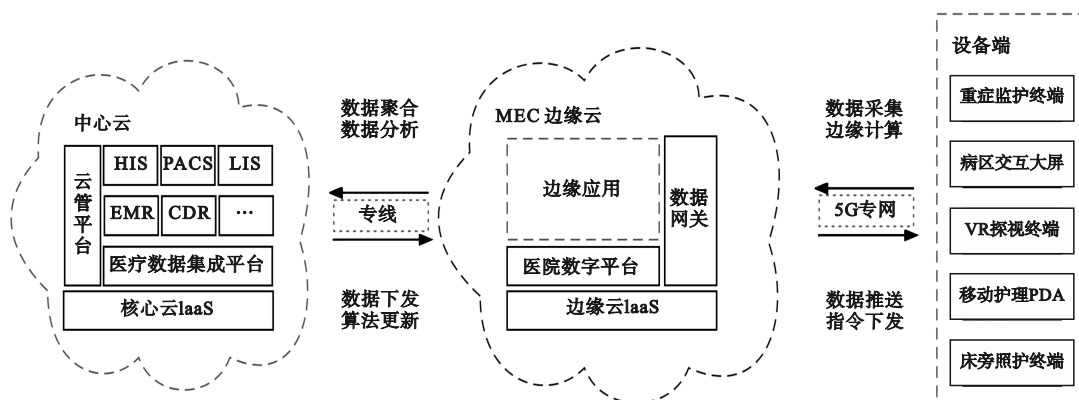 中心云
云管平台
HIS
PACS
LIS
EMR
CDR
…
医疗数据集成平台
核心云laaS
数据聚合
数据分析
专线
数据下发
算法更新
MEC 边缘云
边缘应用
数据
网关
医院数字平台
边缘云laaS
数据采集
边缘计算
5G专网
数据推送
指令下发
设备端
重症监护终端
病区交互大屏
VR探视终端
移动护理PDA
床旁照护终端